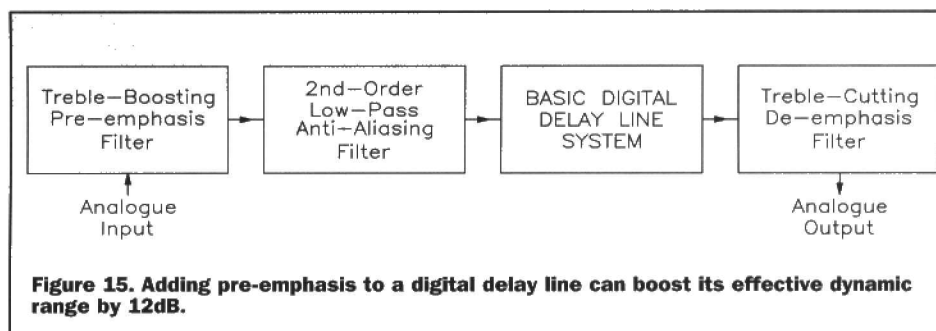 Treble-Boosting
Pre-emphasis
Filter
2nd-Order
Low-Pass
Anti-Aliasing
Filter
BASIC DIGITAL
DELAY LINE
SYSTEM
Treble-Cutting
De-emphasis
Filter
Analogue
Input
Analogue
Output
Figure 15. Adding pre-emphasis to a digital delay line can boost its effective dynamic
range by 12dB.